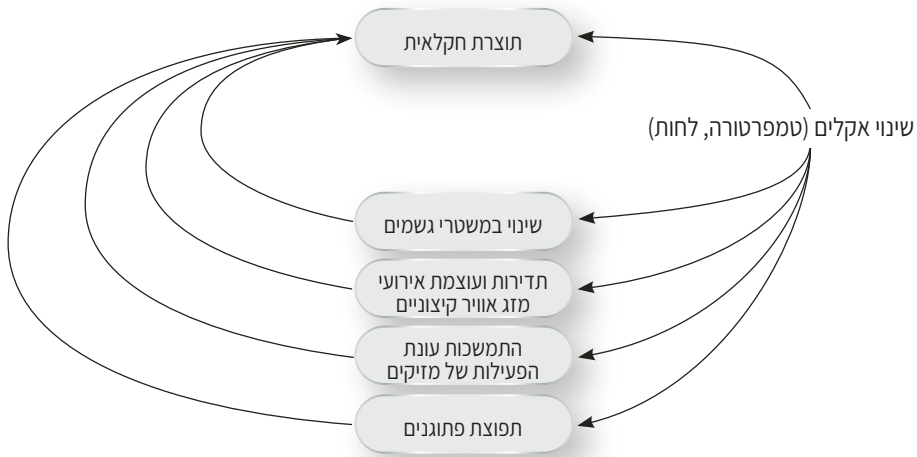 תוצרת חקלאית
שינוי אקלים (טמפרטורה, לחות)
שינוי במשטרי גשמים
תדירות ועוצמת אירועי
מזג אוויר קיצוניים
התמשכות עונת
הפעילות של מזיקים
תפוצת פתוגנים